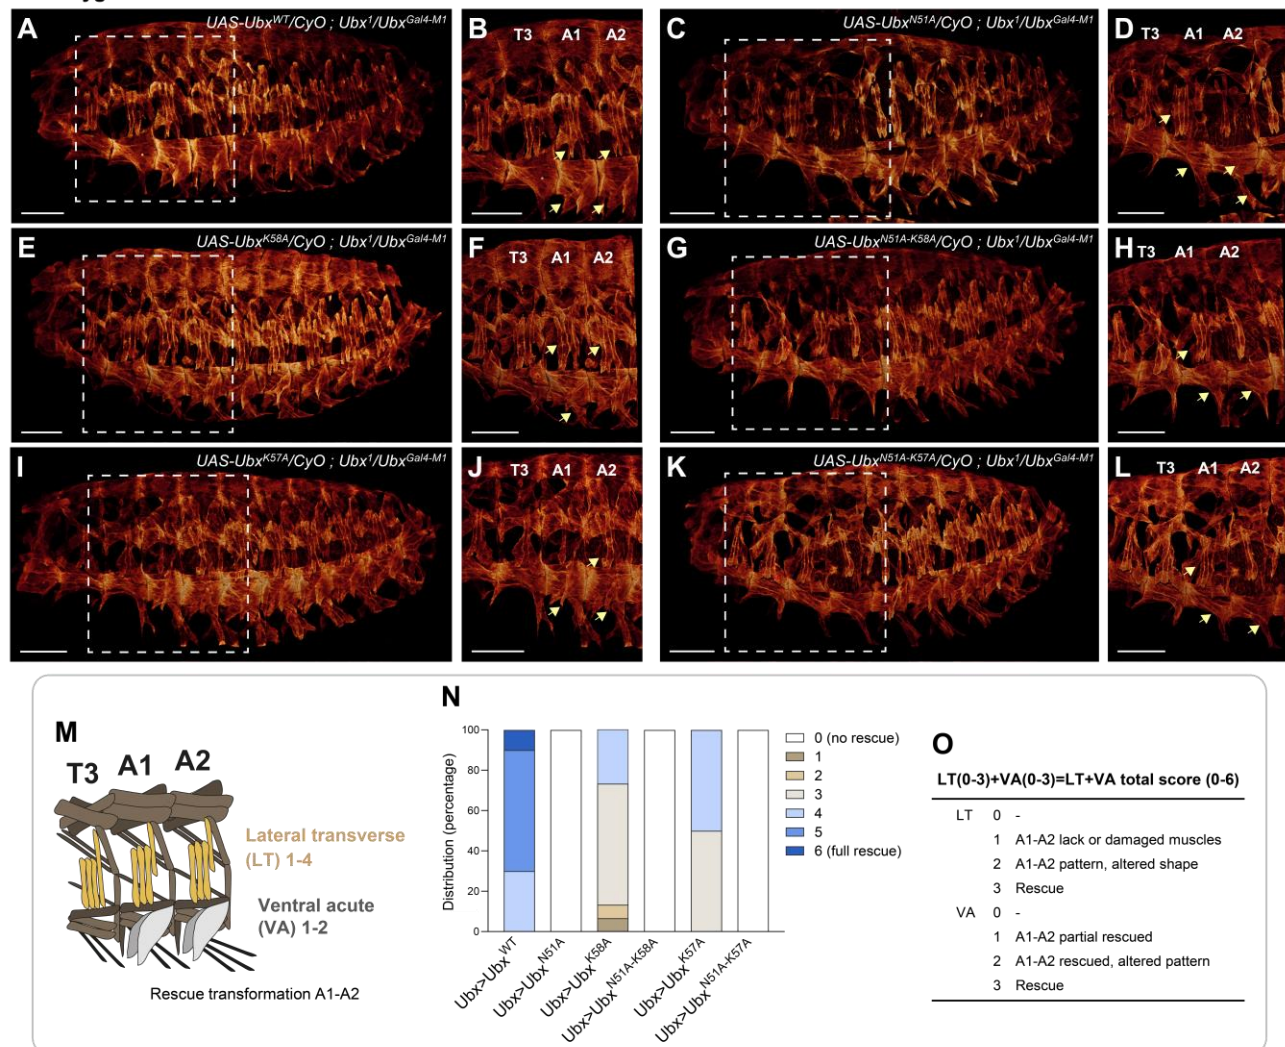 A UAS-Ubx^WT/CyO ; Ubx^1/Ubx^Gal4-M1
B T3 A1 A2
C UAS-Ubx^N51A/CyO ; Ubx^1/Ubx^Gal4-M1
D T3 A1 A2
E UAS-Ubx^K58A/CyO ; Ubx^1/Ubx^Gal4-M1
F T3 A1 A2
G UAS-Ubx^N51A-K58A/CyO ; Ubx^1/Ubx^Gal4-M1
H T3 A1 A2
I UAS-Ubx^K57A/CyO ; Ubx^1/Ubx^Gal4-M1
J T3 A1 A2
K UAS-Ubx^N51A-K57A/CyO ; Ubx^1/Ubx^Gal4-M1
L T3 A1 A2
M
T3 A1 A2
Lateral transverse
(LT) 1-4
Ventral acute
(VA) 1-2
Rescue transformation A1-A2
N
Distribution (percentage)
100
80
60
40
20
0
Ubx>Ubx^WT
Ubx>Ubx^N51A
Ubx>Ubx^K58A
Ubx>Ubx^N51A-K58A
Ubx>Ubx^K57A
Ubx>Ubx^N51A-K57A
0 (no rescue)
1
2
3
4
5
6 (full rescue)
O
LT(0-3)+VA(0-3)=LT+VA total score (0-6)
LT 0 -
1 A1-A2 lack or damaged muscles
2 A1-A2 pattern, altered shape
3 Rescue
VA 0 -
1 A1-A2 partial rescued
2 A1-A2 rescued, altered pattern
3 Rescue